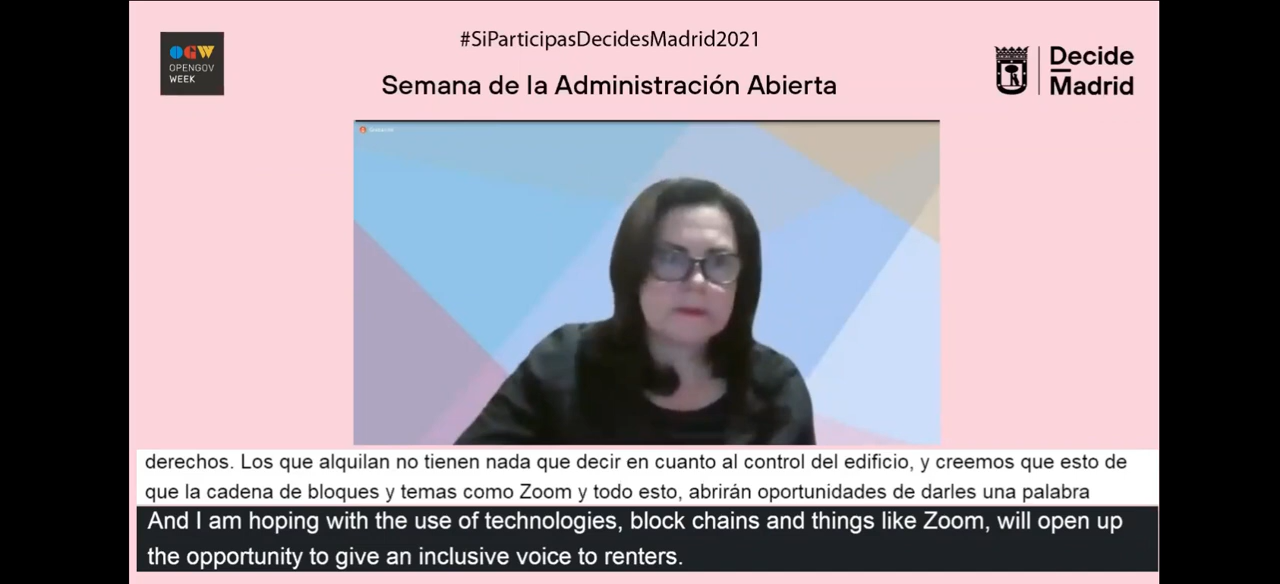 #SiParticipasDecidesMadrid2021
OGW
OPENGOV
WEEK
Semana de la Administración Abierta
Decide
Madrid
derechos. Los que alquilan no tienen nada que decir en cuanto al control del edificio, y creemos que esto de
que la cadena de bloques y temas como Zoom y todo esto, abrirán oportunidades de darles una palabra
And I am hoping with the use of technologies, block chains and things like Zoom, will open up
the opportunity to give an inclusive voice to renters.